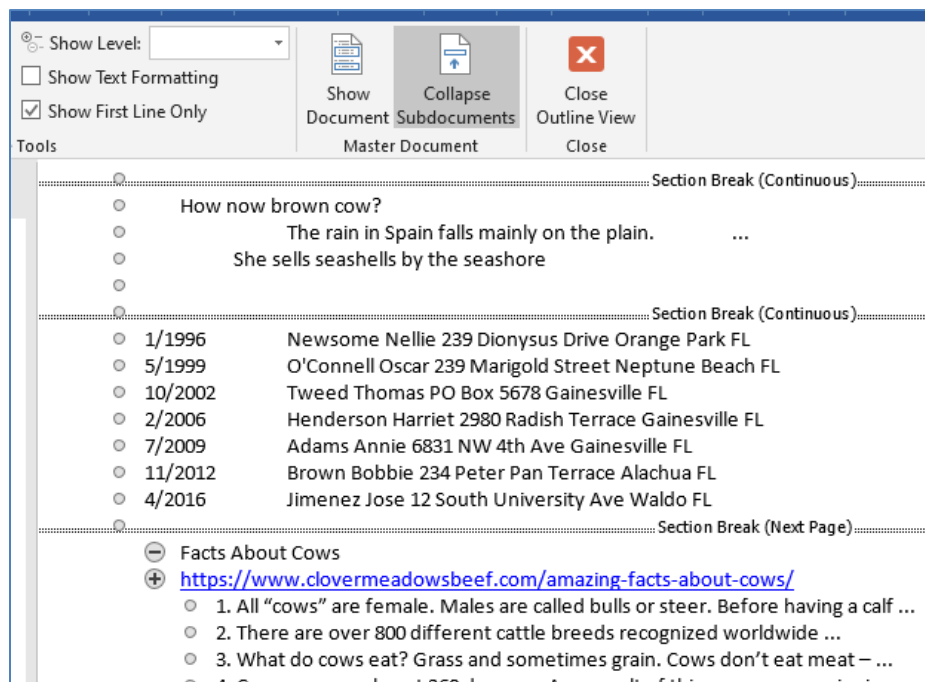 Show Level:
Show Text Formatting
Show First Line Only
Tools
Show Document
Collapse Subdocuments
Master Document
Close Outline View
Close
Section Break (Continuous)
How now brown cow?
The rain in Spain falls mainly on the plain. ...
She sells seashells by the seashore
Section Break (Continuous)
1/1996 Newsome Nellie 239 Dionysus Drive Orange Park FL
5/1999 O'Connell Oscar 239 Marigold Street Neptune Beach FL
10/2002 Tweed Thomas PO Box 5678 Gainesville FL
2/2006 Henderson Harriet 2980 Radish Terrace Gainesville FL
7/2009 Adams Annie 6831 NW 4th Ave Gainesville FL
11/2012 Brown Bobbie 234 Peter Pan Terrace Alachua FL
4/2016 Jimenez Jose 12 South University Ave Waldo FL
Section Break (Next Page)
Facts About Cows
https://www.clovermeadowsbeef.com/amazing-facts-about-cows/
1. All “cows” are female. Males are called bulls or steer. Before having a calf ...
2. There are over 800 different cattle breeds recognized worldwide ...
3. What do cows eat? Grass and sometimes grain. Cows don’t eat meat – ...